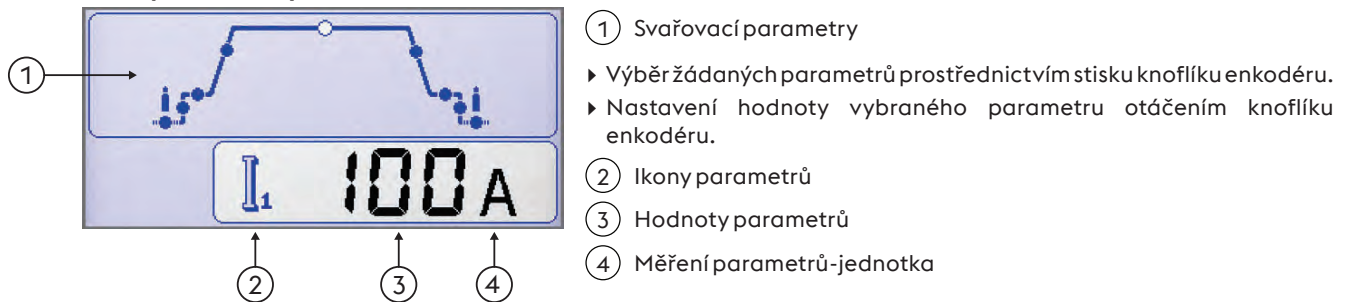 1 Svařovací parametry
1
▸ Výběr žádaných parametrů prostřednictvím stisku knoflíku enkodéru.
▸ Nastavení hodnoty vybraného parametru otáčením knoflíku
enkodéru.
I1 100 A
2 Ikony parametrů
3 Hodnoty parametrů
4 Měření parametrů-jednotka
2 3 4